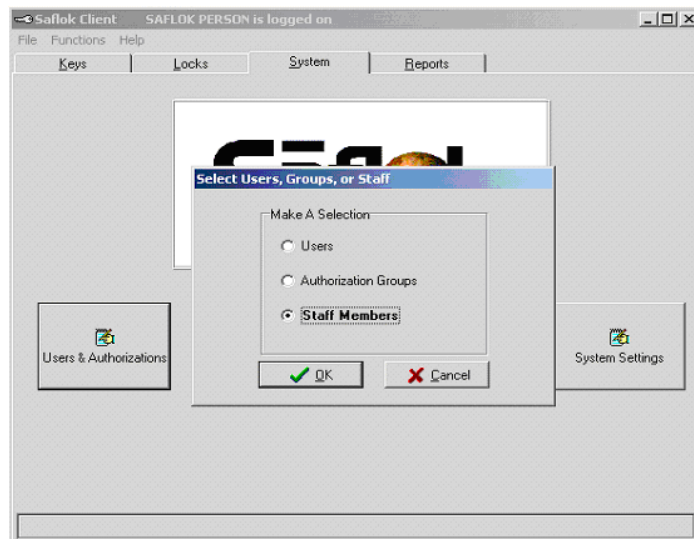 Saflok Client SAFLOK PERSON is logged on
File Functions Help
Keys Locks System Reports
Select Users, Groups, or Staff
Make A Selection
Users
Authorization Groups
Staff Members
OK Cancel
Users & Authorizations
System Settings